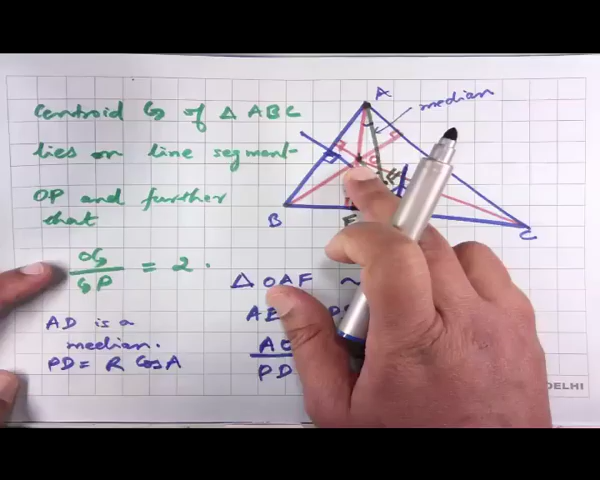 Centroid G of Δ ABC
lies on line segment
OP and further
that
OG/GP = 2.
AD is a
median.
PD = R Cos A
A
median
B
C
Δ OAF ~
PD
DELHI